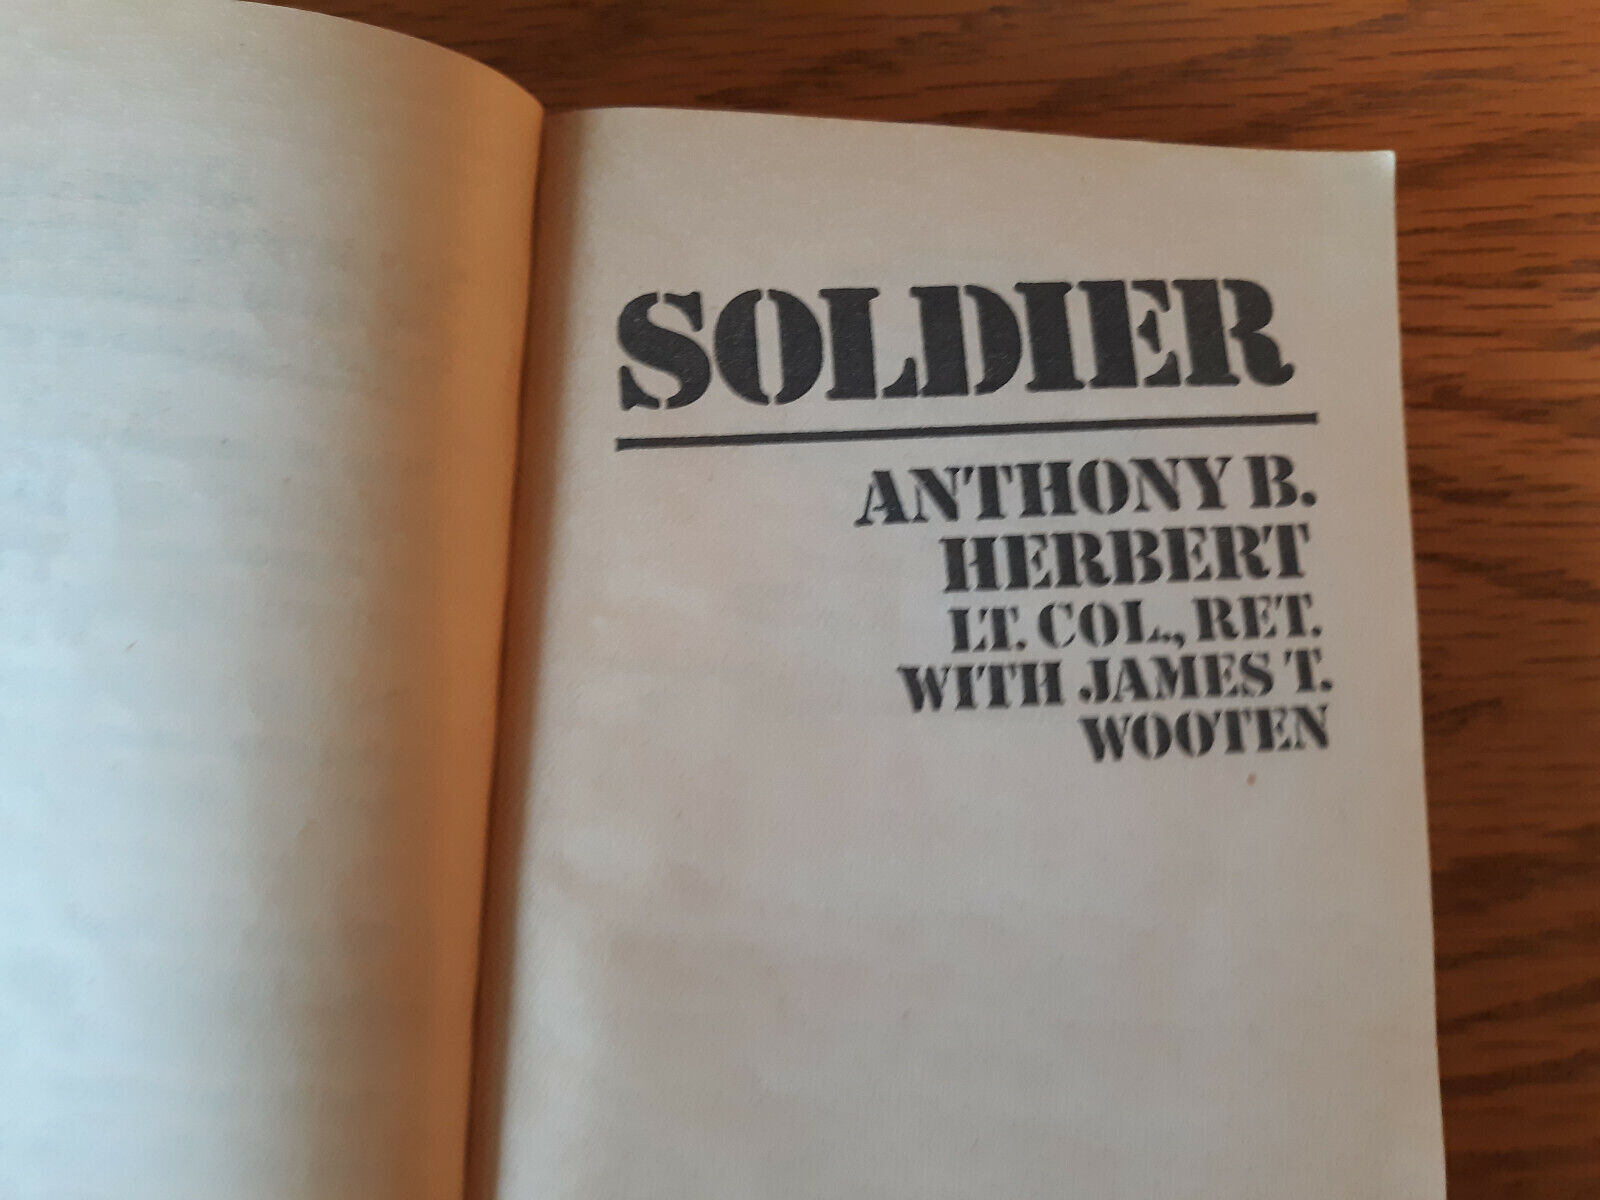 SOLDIER
ANTHONY B.
HERBERT
LT. COL., RET.
WITH JAMES T.
WOOTEN